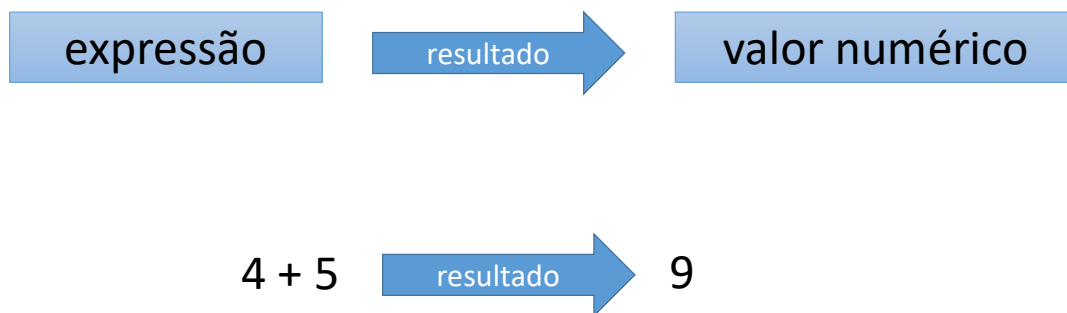 expressão resultado valor numérico
4 + 5 resultado 9